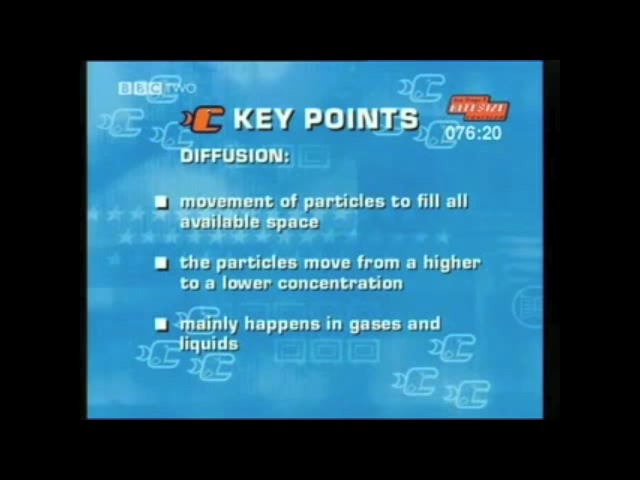 BBC TWO
KEY POINTS
BITESIZE
076:20
DIFFUSION:
movement of particles to fill all
available space
the particles move from a higher
to a lower concentration
mainly happens in gases and
liquids